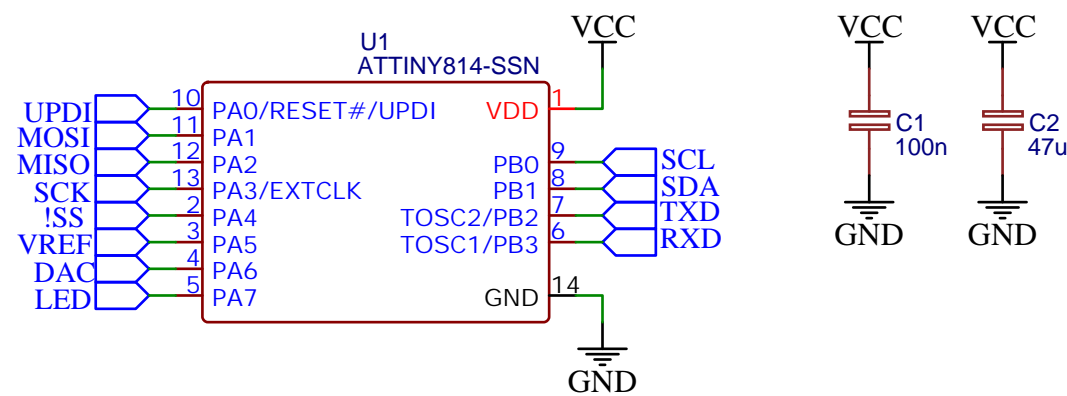 U1
ATTINY814-SSN
VCC
VCC
VCC
UPDI 10 PA0/RESET#/UPDI VDD 1
MOSI 11 PA1
MISO 12 PA2 PB0 9 SCL
SCK 13 PA3/EXTCLK PB1 8 SDA
!SS 2 PA4 TOSC2/PB2 7 TXD
VREF 3 PA5 TOSC1/PB3 6 RXD
DAC 4 PA6
LED 5 PA7 GND 14
GND
C1
100n
GND
C2
47u
GND